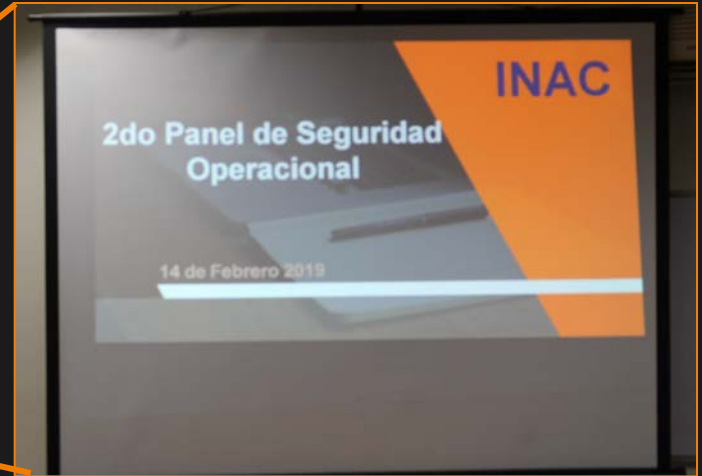 INAC
2do Panel de Seguridad
Operacional
14 de Febrero 2019